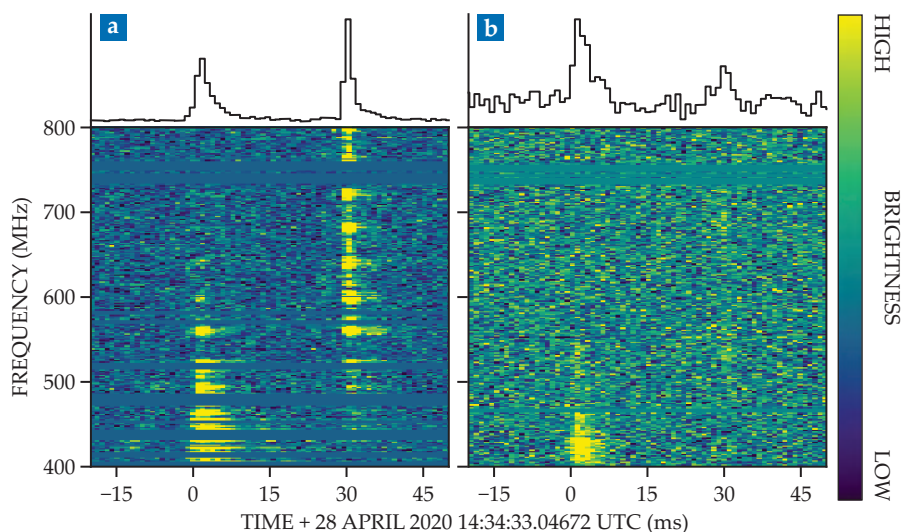 a
b
HIGH
BRIGHTNESS
LOW
FREQUENCY (MHz)
800
700
600
500
400
−15 0 15 30 45
−15 0 15 30 45
TIME + 28 APRIL 2020 14:34:33.04672 UTC (ms)